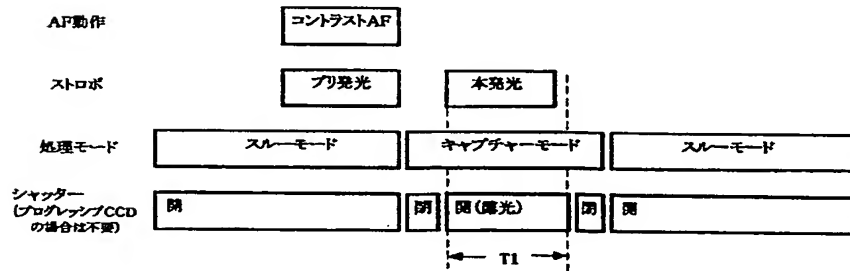 AF動作
コントラストAF
ストロボ
プリ発光
本発光
処理モード
スルーモード
キャプチャーモード
スルーモード
シャッター
(プログレッシブCCD
の場合は不要)
開
閉
開(露光)
閉
開
T1